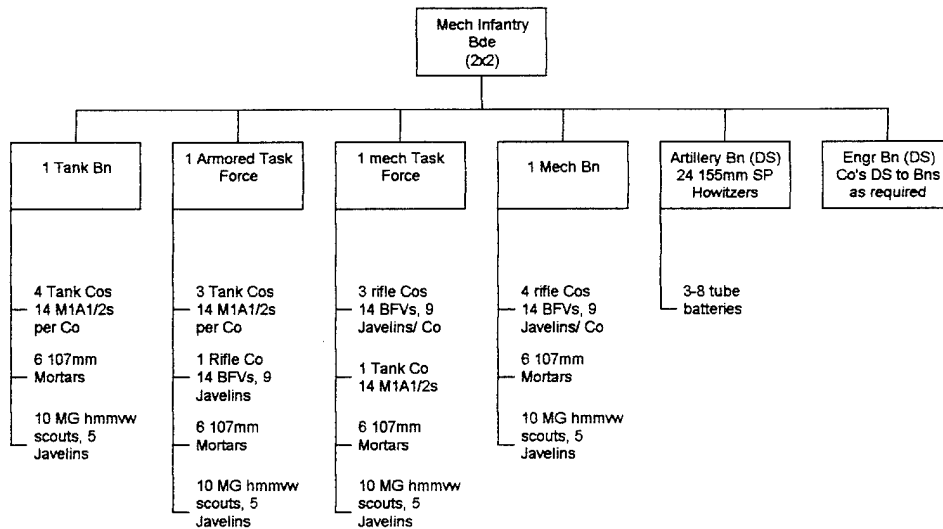 Mech Infantry
Bde
(2x2)
1 Tank Bn
1 Armored Task
Force
1 mech Task
Force
1 Mech Bn
Artillery Bn (DS)
24 155mm SP
Howitzers
Engr Bn (DS)
Co's DS to Bns
as required
4 Tank Cos
14 M1A1/2s
per Co
6 107mm
Mortars
10 MG hmmvw
scouts, 5
Javelins
3 Tank Cos
14 M1A1/2s
per Co
1 Rifle Co
14 BFVs, 9
Javelins
6 107mm
Mortars
10 MG hmmvw
scouts, 5
Javelins
3 rifle Cos
14 BFVs, 9
Javelins/ Co
1 Tank Co
14 M1A1/2s
6 107mm
Mortars
10 MG hmmvw
scouts, 5
Javelins
4 rifle Cos
14 BFVs, 9
Javelins/ Co
6 107mm
Mortars
10 MG hmmvw
scouts, 5
Javelins
3-8 tube
batteries